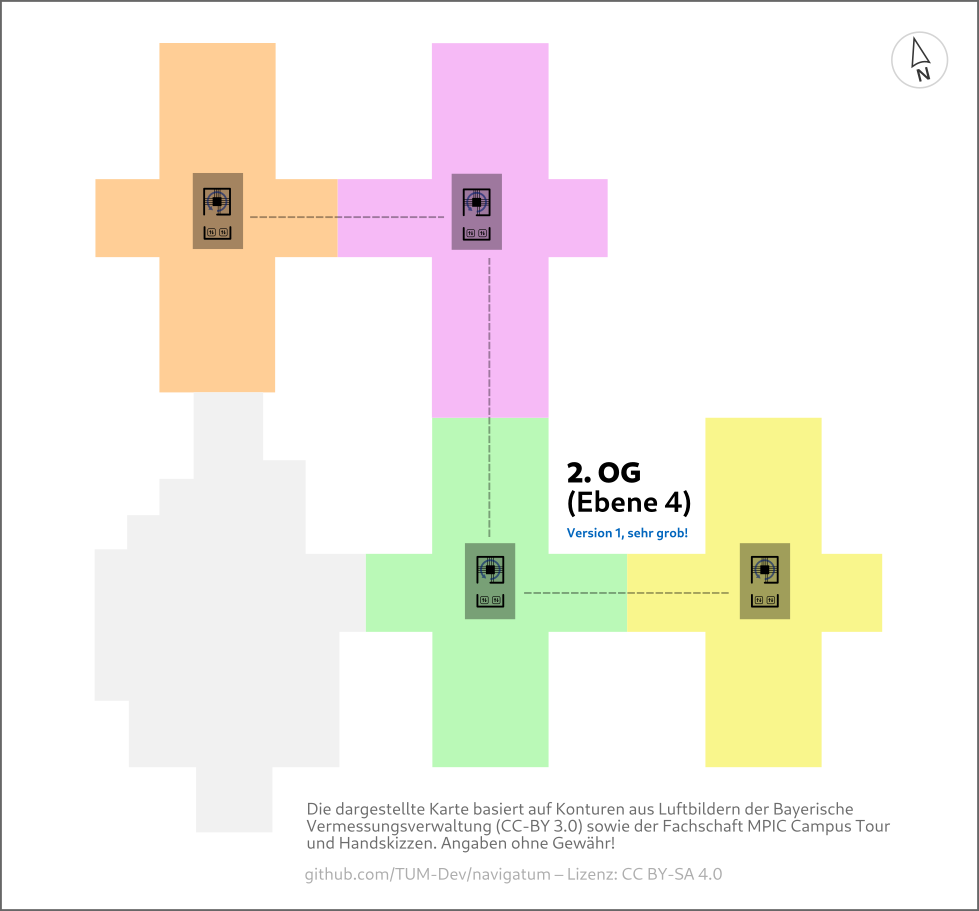 N
2. OG
(Ebene 4)
Version 1, sehr grob!
Die dargestellte Karte basiert auf Konturen aus Luftbildern der Bayerische
Vermessungsverwaltung (CC-BY 3.0) sowie der Fachschaft MPIC Campus Tour
und Handskizzen. Angaben ohne Gewähr!
github.com/TUM-Dev/navigatum – Lizenz: CC BY-SA 4.0